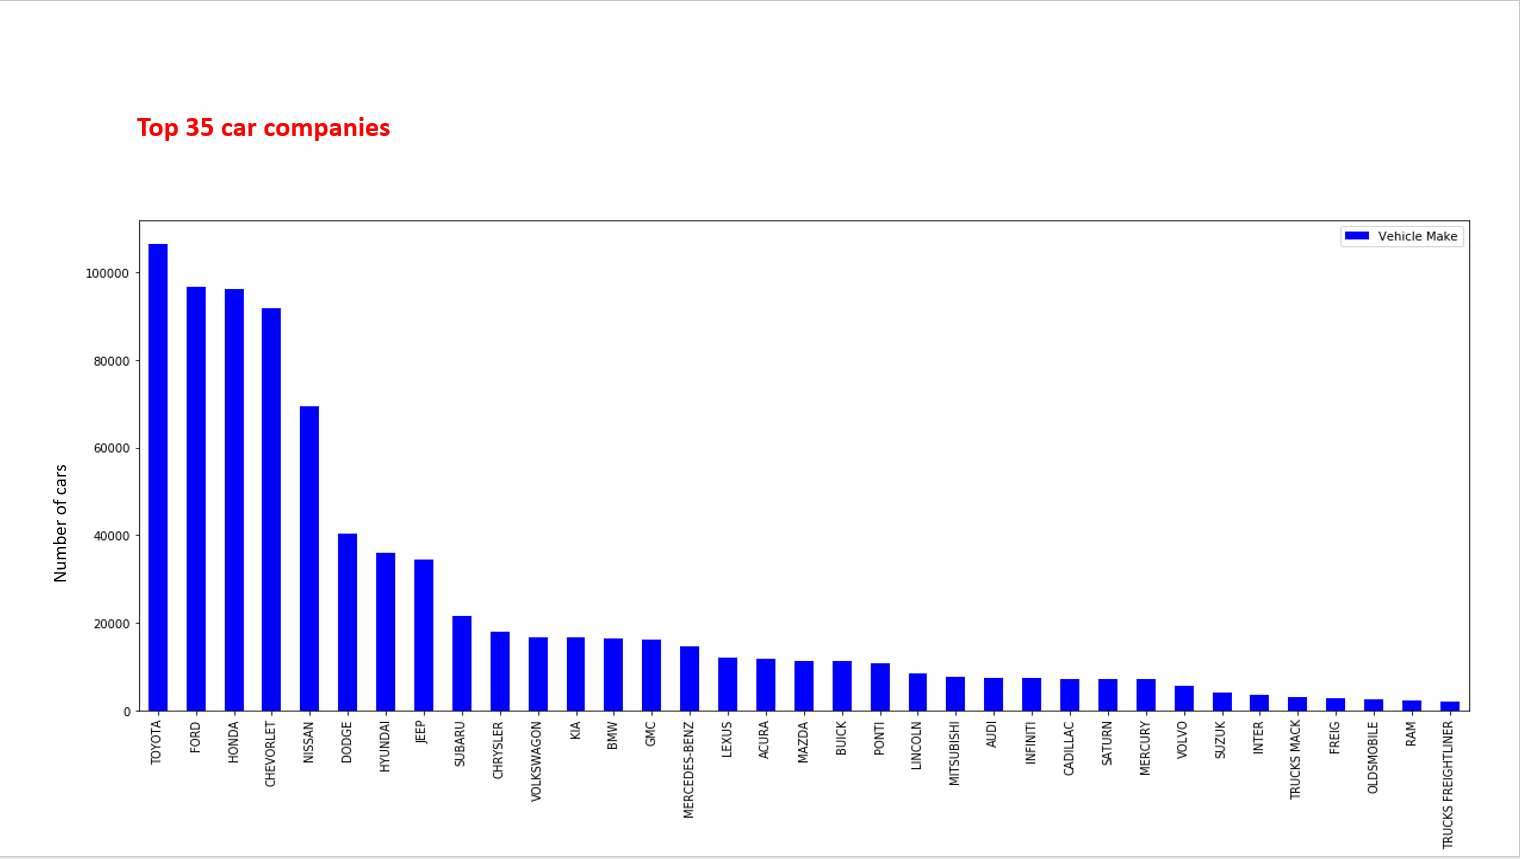 Top 35 car companies
Vehicle Make
100000
80000
60000
40000
20000
0
Number of cars
TOYOTA
FORD
HONDA
CHEVORLET
NISSAN
DODGE
HYUNDAI
JEEP
SUBARU
CHRYSLER
VOLKSWAGON
KIA
BMW
GMC
MERCEDES-BENZ
LEXUS
ACURA
MAZDA
BUICK
PONTI
LINCOLN
MITSUBISHI
AUDI
INFINITI
CADILLAC
SATURN
MERCURY
VOLVO
SUZUK
INTER
TRUCKS MACK
FREIG
OLDSMOBILE
RAM
TRUCKS FREIGHTLINER